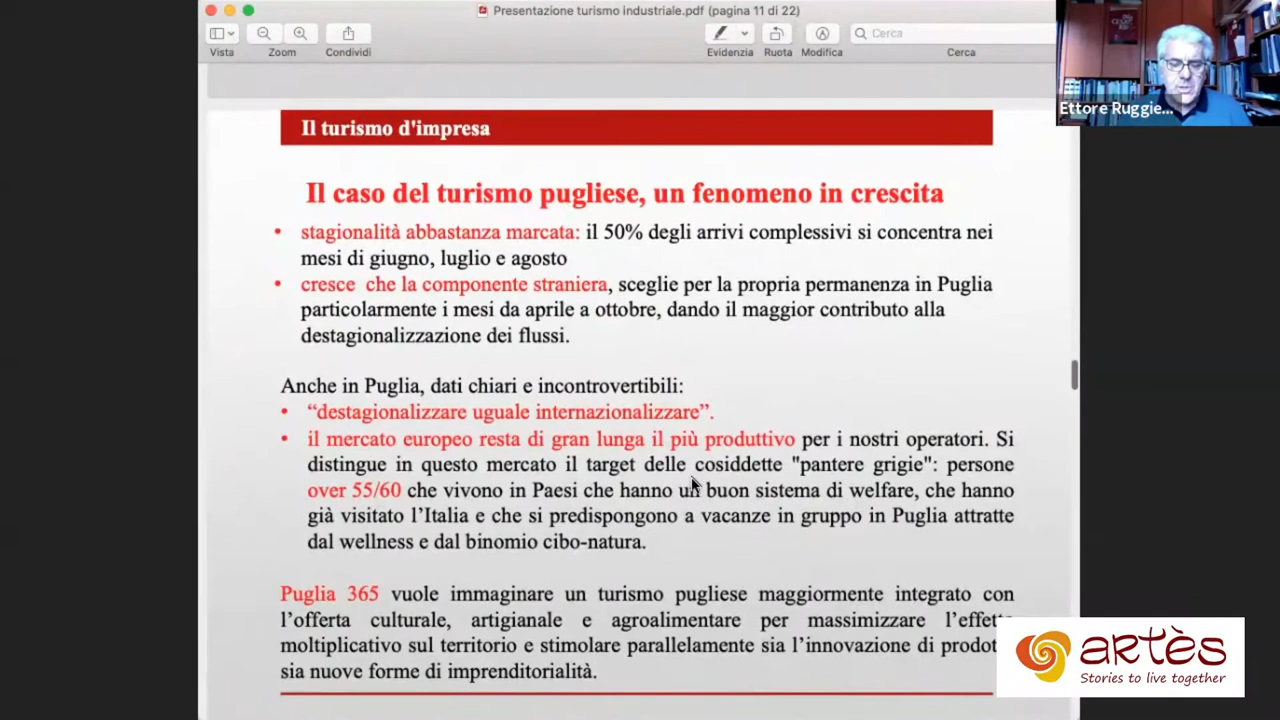 Presentazione turismo industriale.pdf (pagina 11 di 22)
Vista
Zoom
Condividi
Evidenzia
Ruota
Modifica
Cerca
Cerca
Ettore Ruggie...
Il turismo d'impresa
Il caso del turismo pugliese, un fenomeno in crescita
• stagionalità abbastanza marcata: il 50% degli arrivi complessivi si concentra nei
mesi di giugno, luglio e agosto
• cresce che la componente straniera, sceglie per la propria permanenza in Puglia
particolarmente i mesi da aprile a ottobre, dando il maggior contributo alla
destagionalizzazione dei flussi.
Anche in Puglia, dati chiari e incontrovertibili:
• “destagionalizzare uguale internazionalizzare”.
• il mercato europeo resta di gran lunga il più produttivo per i nostri operatori. Si
distingue in questo mercato il target delle cosiddette "pantere grigie": persone
over 55/60 che vivono in Paesi che hanno un buon sistema di welfare, che hanno
già visitato l’Italia e che si predispongono a vacanze in gruppo in Puglia attratte
dal wellness e dal binomio cibo-natura.
Puglia 365 vuole immaginare un turismo pugliese maggiormente integrato con
l’offerta culturale, artigianale e agroalimentare per massimizzare l’effetto
moltiplicativo sul territorio e stimolare parallelamente sia l’innovazione di prodot
sia nuove forme di imprenditorialità.
artès
Stories to live together